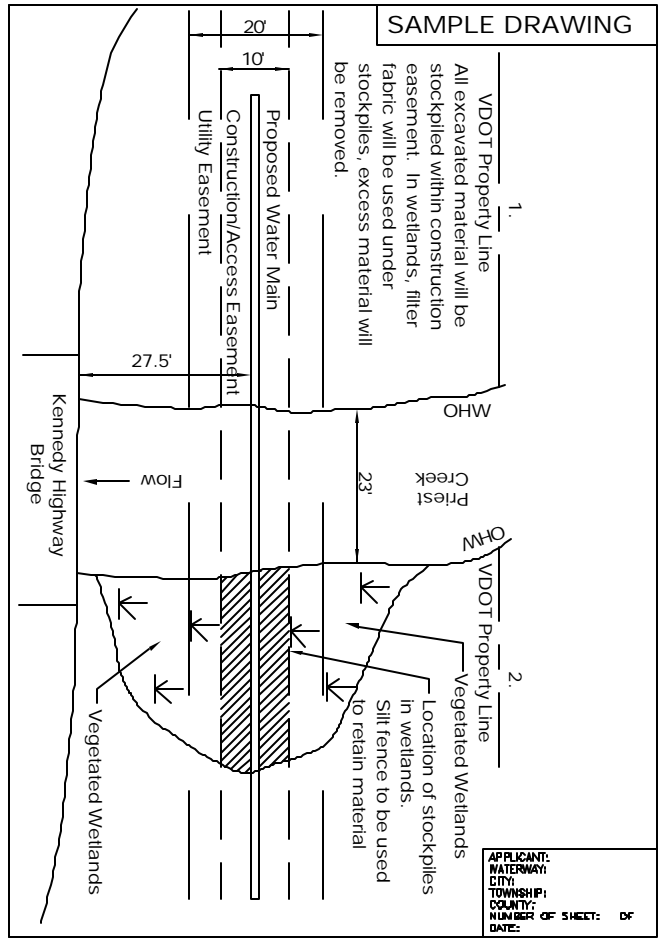 SAMPLE DRAWING
20'
10'
1.
VDOT Property Line
All excavated material will be
stockpiled within construction
easement. In wetlands, filter
fabric will be used under
stockpiles, excess material will
be removed.
Proposed Water Main
Construction/Access Easement
Utility Easement
27.5'
OHW
Kennedy Highway
Bridge
Flow
23'
Priest
Creek
OHW
2.
VDOT Property Line
Vegetated Wetlands
Location of stockpiles
in wetlands.
Silt fence to be used
to retain material
Vegetated Wetlands
APPLICANT:
WATERWAY:
CITY:
TOWNSHIP:
COUNTY:
NUMBER OF SHEET: OF
DATE: